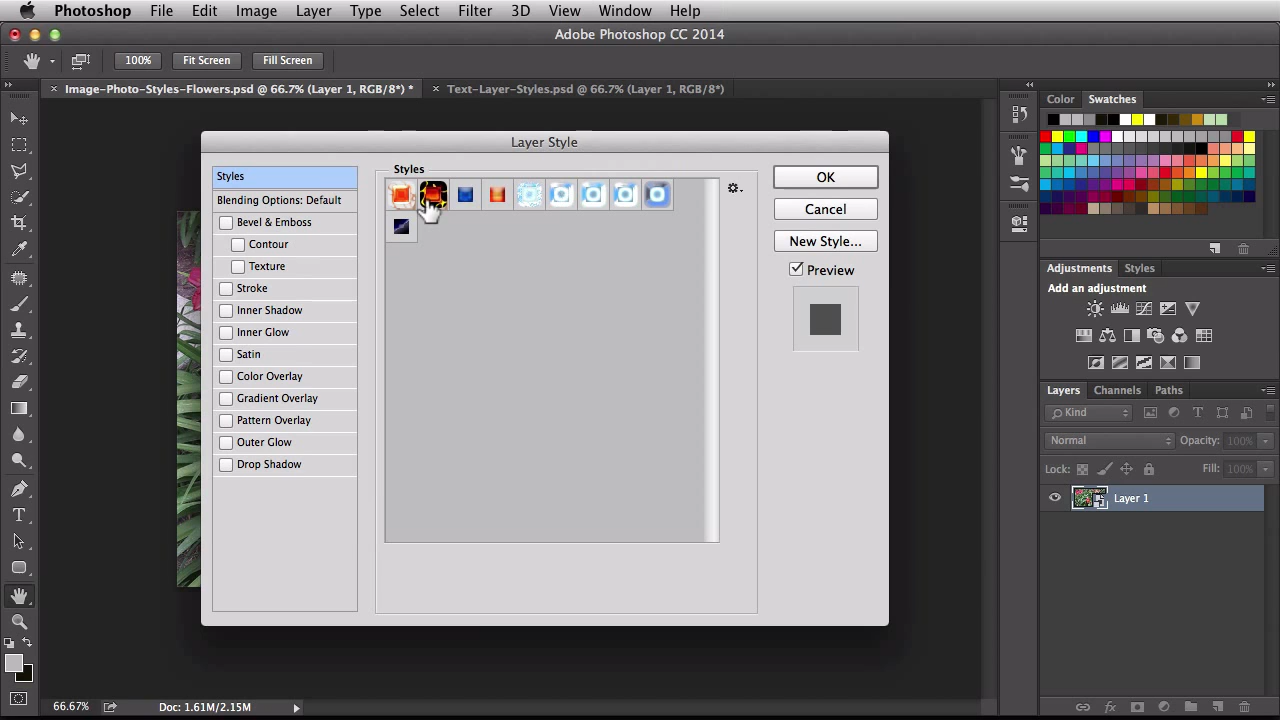 Photoshop File Edit Image Layer Type Select Filter 3D View Window Help
Adobe Photoshop CC 2014
100% Fit Screen Fill Screen
Image-Photo-Styles-Flowers.psd @ 66.7% (Layer 1, RGB/8*) * Text-Layer-Styles.psd @ 66.7% (Layer 1, RGB/8*)
Color Swatches
Layer Style
Styles
Blending Options: Default
Bevel & Emboss
Contour
Texture
Stroke
Inner Shadow
Inner Glow
Satin
Color Overlay
Gradient Overlay
Pattern Overlay
Outer Glow
Drop Shadow
Styles
OK
Cancel
New Style...
Preview
Adjustments Styles
Add an adjustment
Layers Channels Paths
Kind
Normal Opacity: 100%
Lock: Fill: 100%
Layer 1
66.67% Doc: 1.61M/2.15M